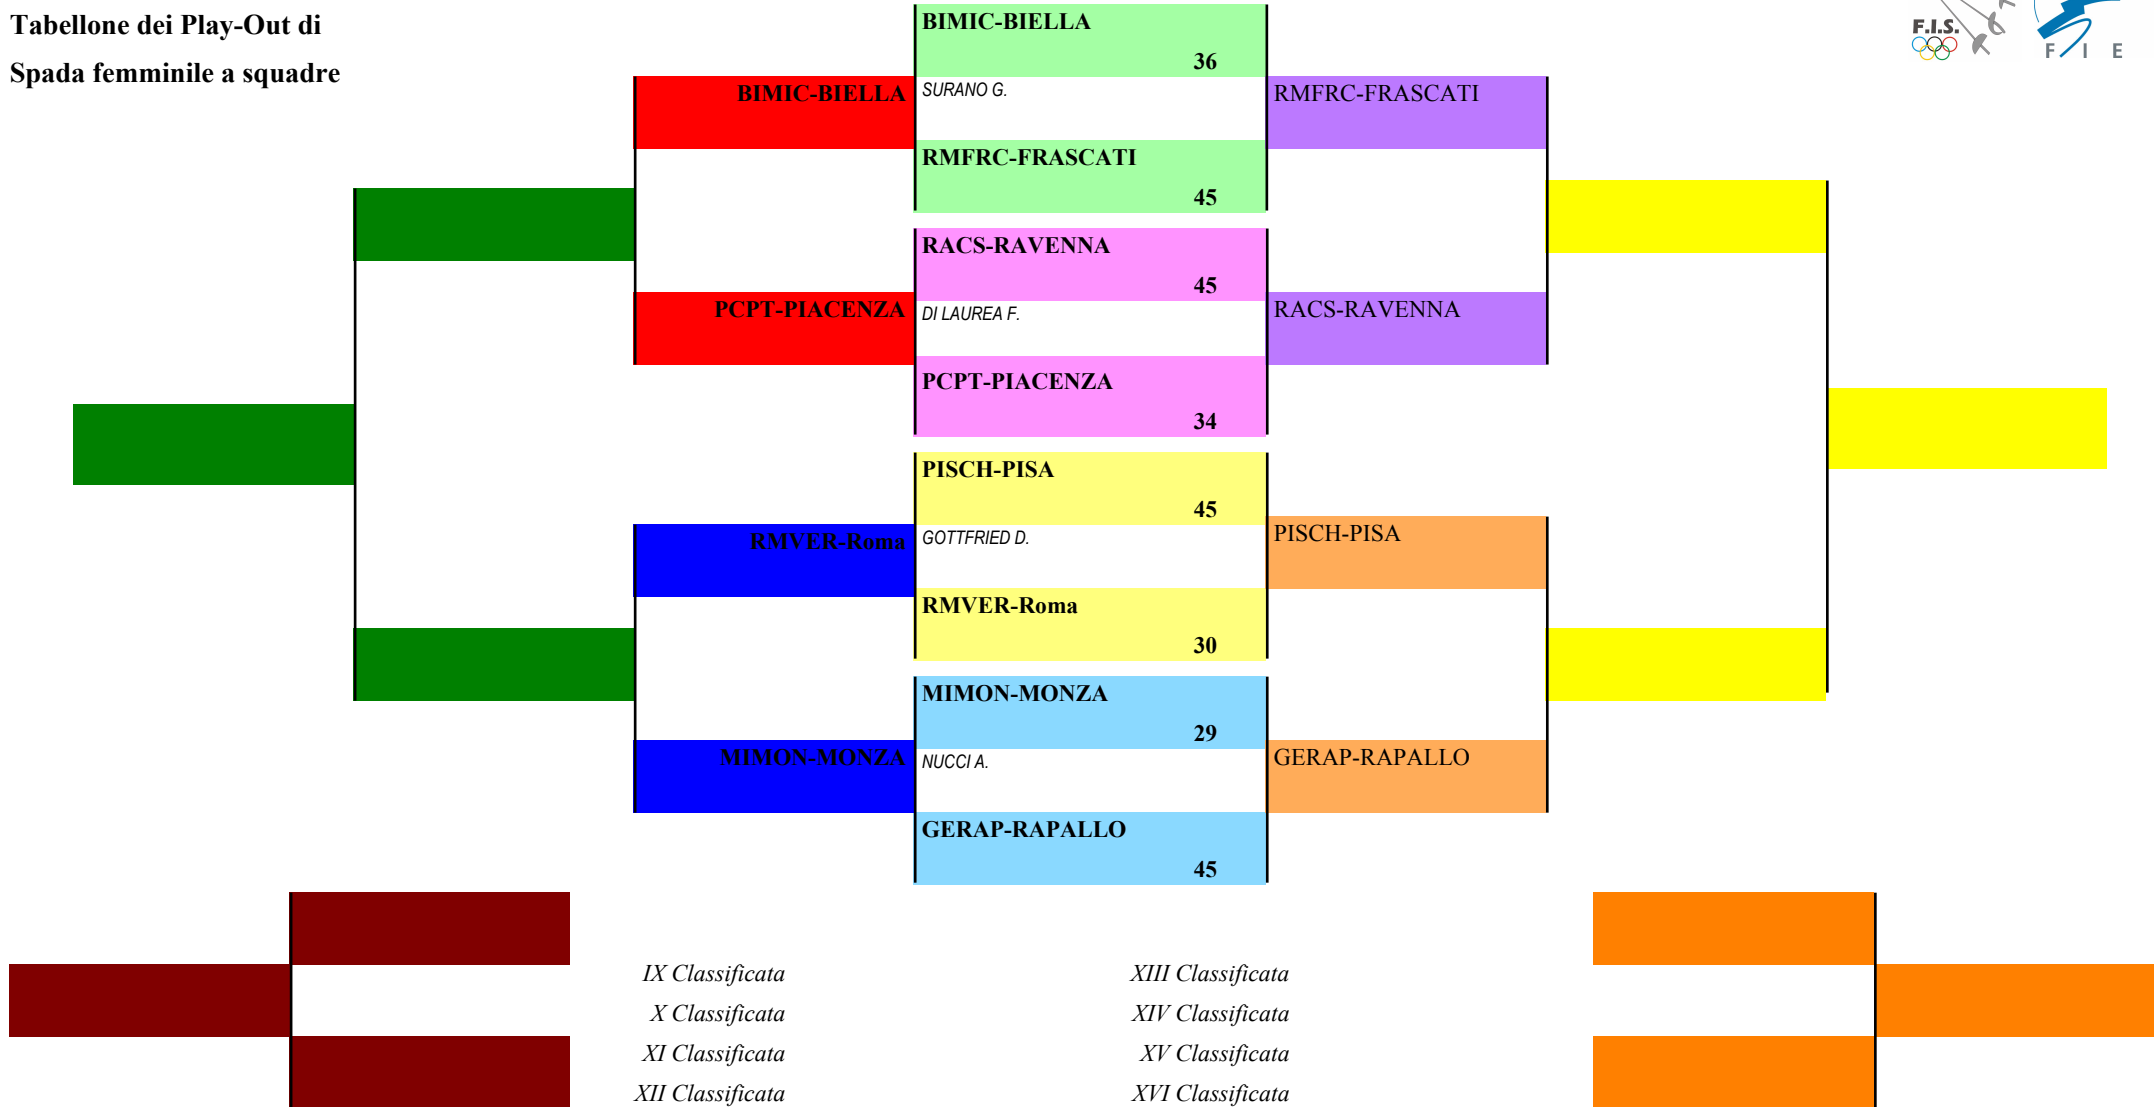 Tabellone dei Play-Out di
Spada femminile a squadre
F.I.S.
F I E
BIMIC-BIELLA
36
BIMIC-BIELLA
SURANO G.
RMFRC-FRASCATI
RMFRC-FRASCATI
45
RACS-RAVENNA
45
PCPT-PIACENZA
DI LAUREA F.
RACS-RAVENNA
PCPT-PIACENZA
34
PISCH-PISA
45
RMVER-Roma
GOTTFRIED D.
PISCH-PISA
RMVER-Roma
30
MIMON-MONZA
29
MIMON-MONZA
NUCCI A.
GERAP-RAPALLO
GERAP-RAPALLO
45
IX Classificata
XIII Classificata
X Classificata
XIV Classificata
XI Classificata
XV Classificata
XII Classificata
XVI Classificata